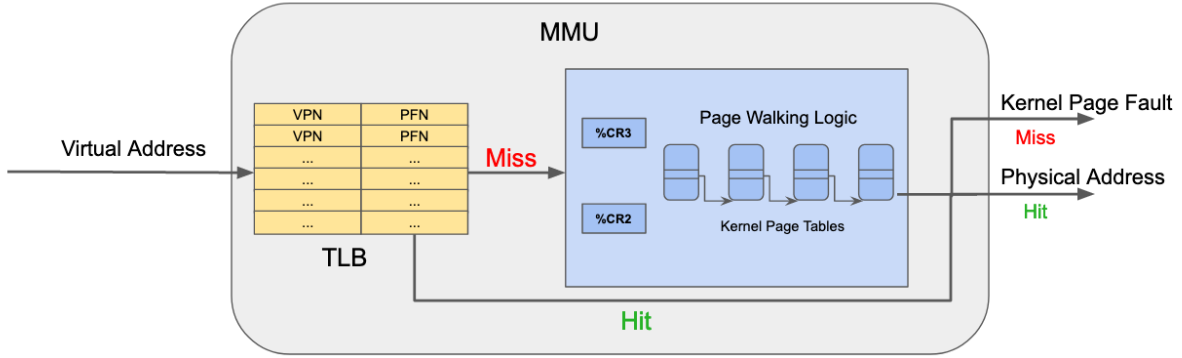 MMU
VPN PFN
VPN PFN
... ...
... ...
... ...
... ...
TLB
Virtual Address
Miss
%CR3
%CR2
Page Walking Logic
Kernel Page Tables
Hit
Kernel Page Fault
Miss
Physical Address
Hit